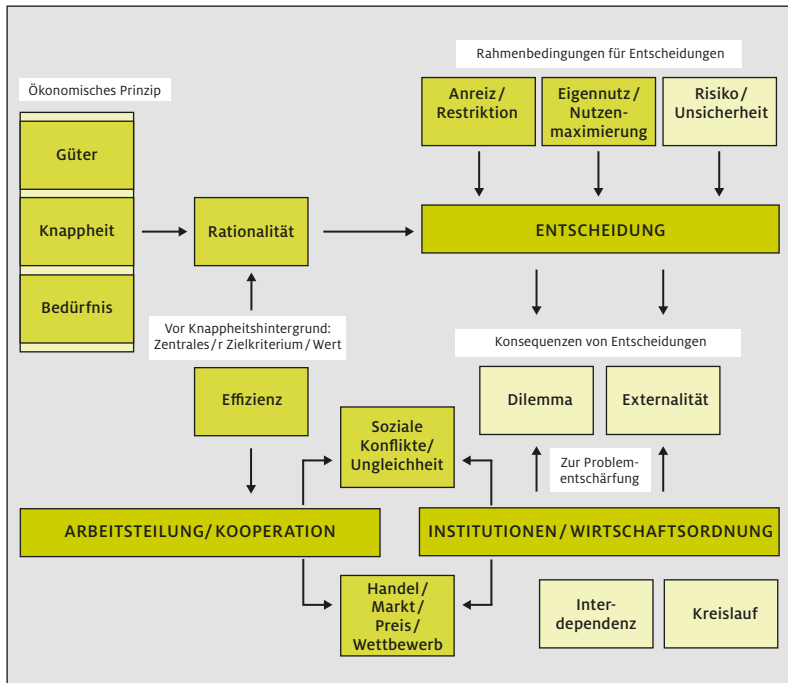 Rahmenbedingungen für Entscheidungen
Ökonomisches Prinzip
Anreiz/
Restriktion
Eigennutz/
Nutzen-
maximierung
Risiko/
Unsicherheit
Güter
Knappheit
Bedürfnis
Rationalität
ENTSCHEIDUNG
Vor Knappheitshintergrund:
Zentrales/r Zielkriterium/Wert
Konsequenzen von Entscheidungen
Effizienz
Dilemma
Externalität
Soziale
Konflikte/
Ungleichheit
Zur Problem-
entschärfung
ARBEITSTEILUNG/KOOPERATION
INSTITUTIONEN/WIRTSCHAFTSORDNUNG
Handel/
Markt/
Preis/
Wettbewerb
Inter-
dependenz
Kreislauf